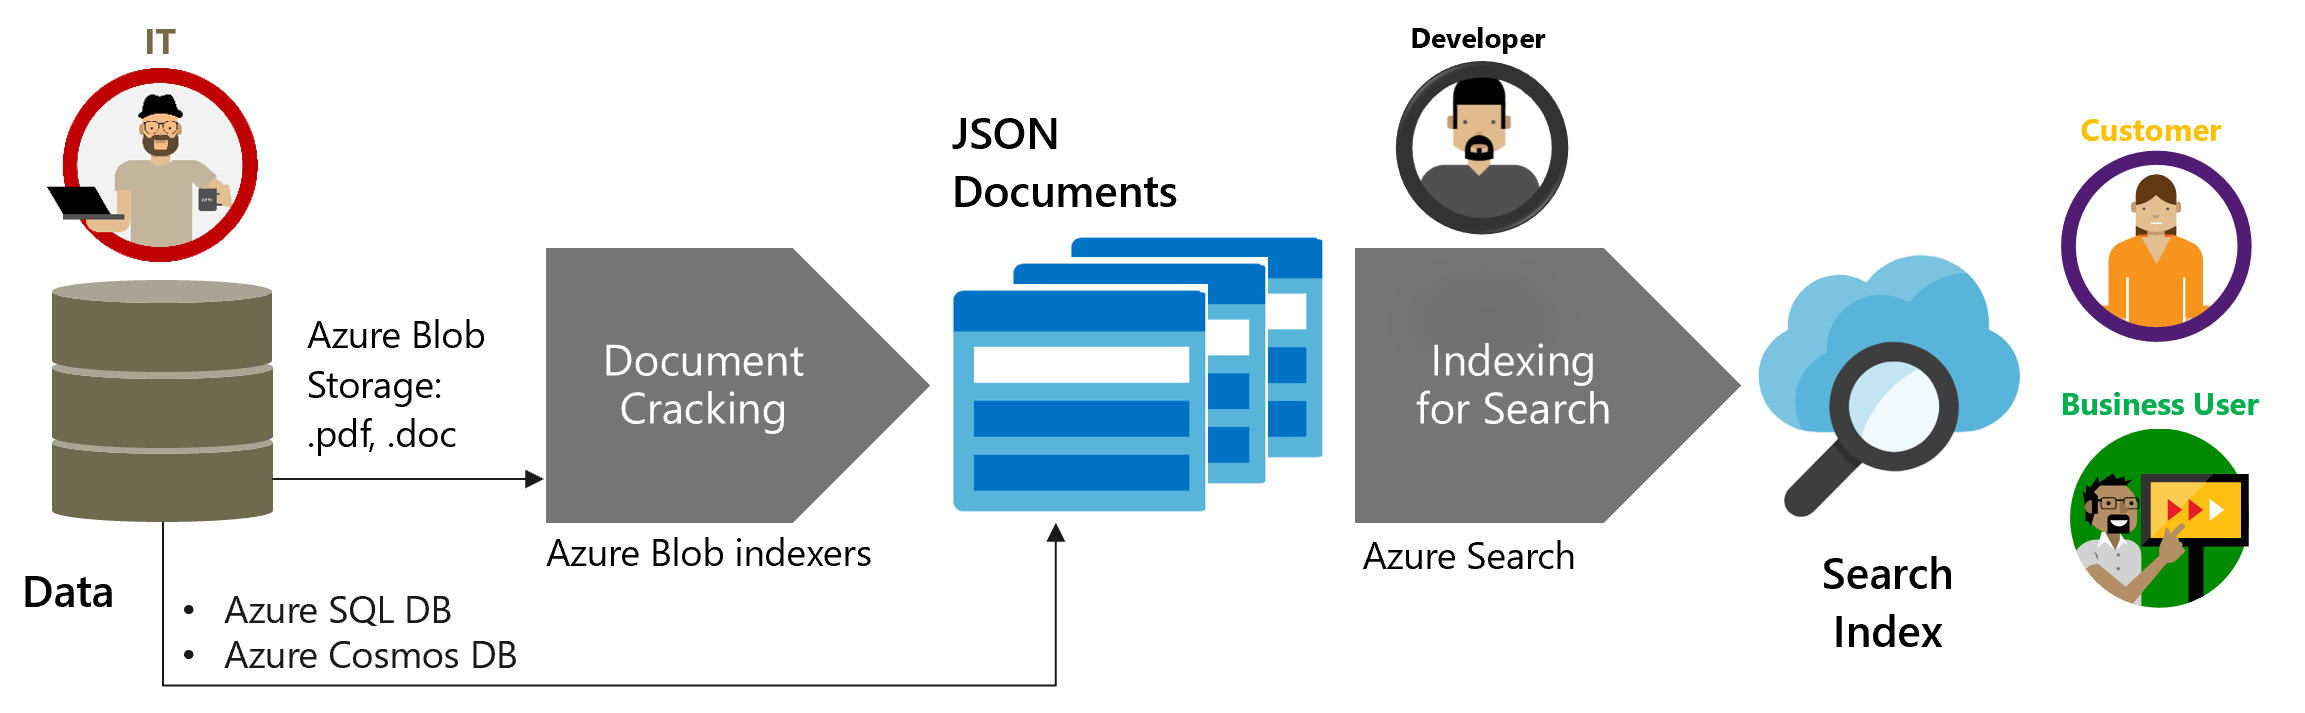 IT
Developer
Customer
JSON
Documents
Azure Blob
Storage:
.pdf, .doc
Document
Cracking
Indexing
for Search
Business User
Azure Blob indexers
Azure Search
Data
• Azure SQL DB
• Azure Cosmos DB
Search
Index